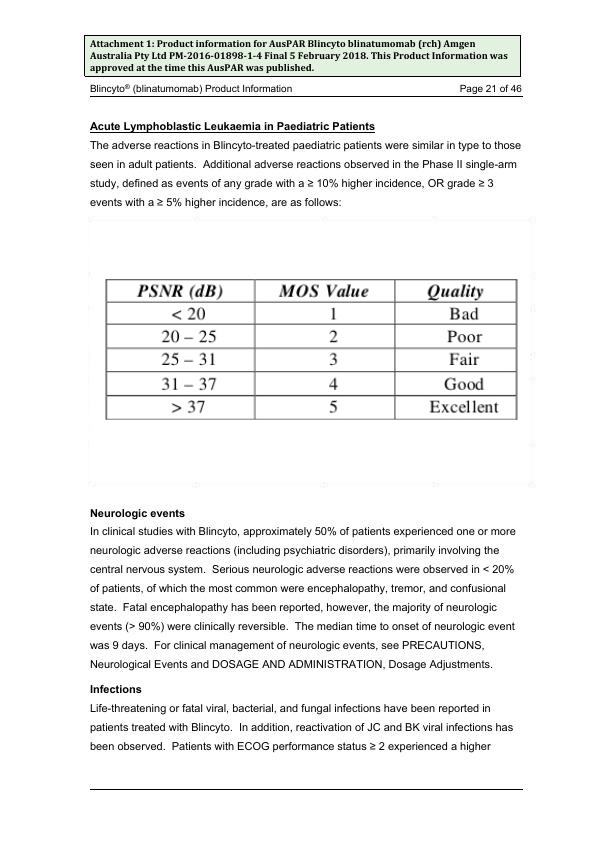 Attachment 1: Product information for AusPAR Blincyto blinatumomab (rch) Amgen
Australia Pty Ltd PM-2016-01898-1-4 Final 5 February 2018. This Product Information was
approved at the time this AusPAR was published.
Blincyto® (blinatumomab) Product Information Page 21 of 46
Acute Lymphoblastic Leukaemia in Paediatric Patients
The adverse reactions in Blincyto-treated paediatric patients were similar in type to those
seen in adult patients.  Additional adverse reactions observed in the Phase II single-arm
study, defined as events of any grade with a ≥ 10% higher incidence, OR grade ≥ 3
events with a ≥ 5% higher incidence, are as follows:
PSNR (dB) MOS Value Quality
< 20 1 Bad
20 – 25 2 Poor
25 – 31 3 Fair
31 – 37 4 Good
> 37 5 Excellent
Neurologic events
In clinical studies with Blincyto, approximately 50% of patients experienced one or more
neurologic adverse reactions (including psychiatric disorders), primarily involving the
central nervous system.  Serious neurologic adverse reactions were observed in < 20%
of patients, of which the most common were encephalopathy, tremor, and confusional
state.  Fatal encephalopathy has been reported, however, the majority of neurologic
events (> 90%) were clinically reversible.  The median time to onset of neurologic event
was 9 days.  For clinical management of neurologic events, see PRECAUTIONS,
Neurological Events and DOSAGE AND ADMINISTRATION, Dosage Adjustments.
Infections
Life-threatening or fatal viral, bacterial, and fungal infections have been reported in
patients treated with Blincyto.  In addition, reactivation of JC and BK viral infections has
been observed.  Patients with ECOG performance status ≥ 2 experienced a higher